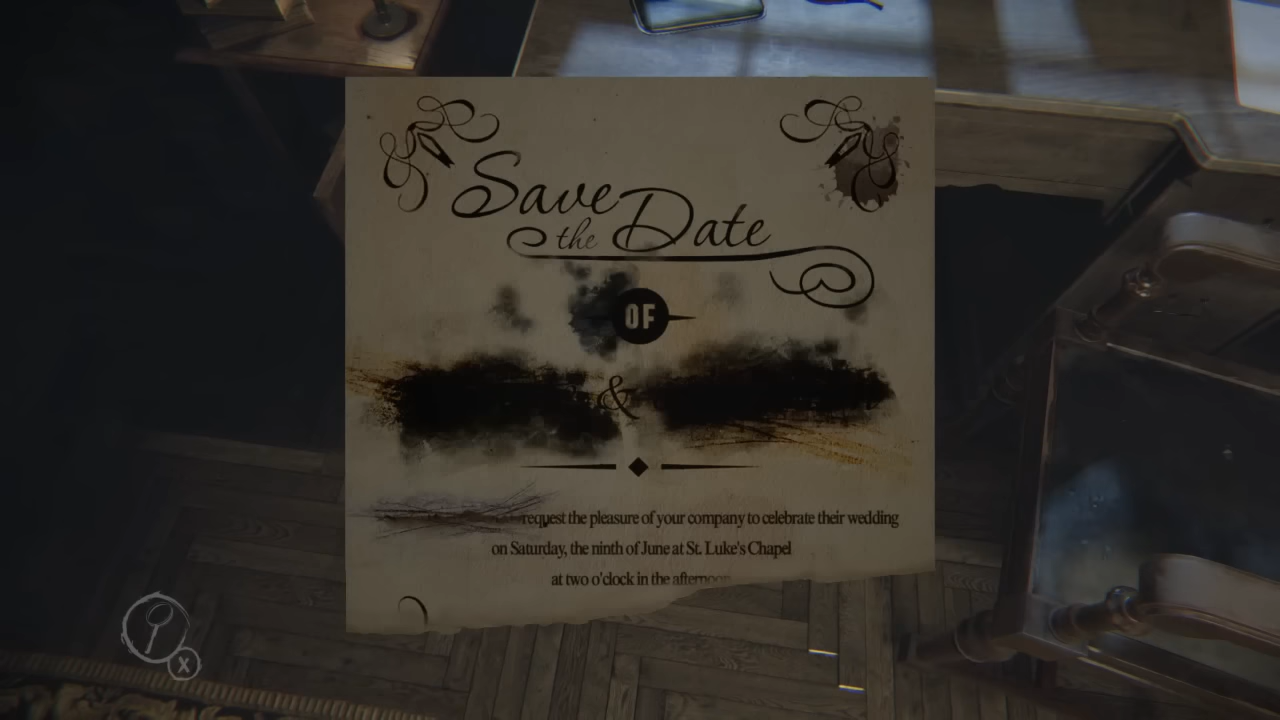 Save
the Date
OF
&
request the pleasure of your company to celebrate their wedding
on Saturday, the ninth of June at St. Luke's Chapel
at two o'clock in the afternoon
X